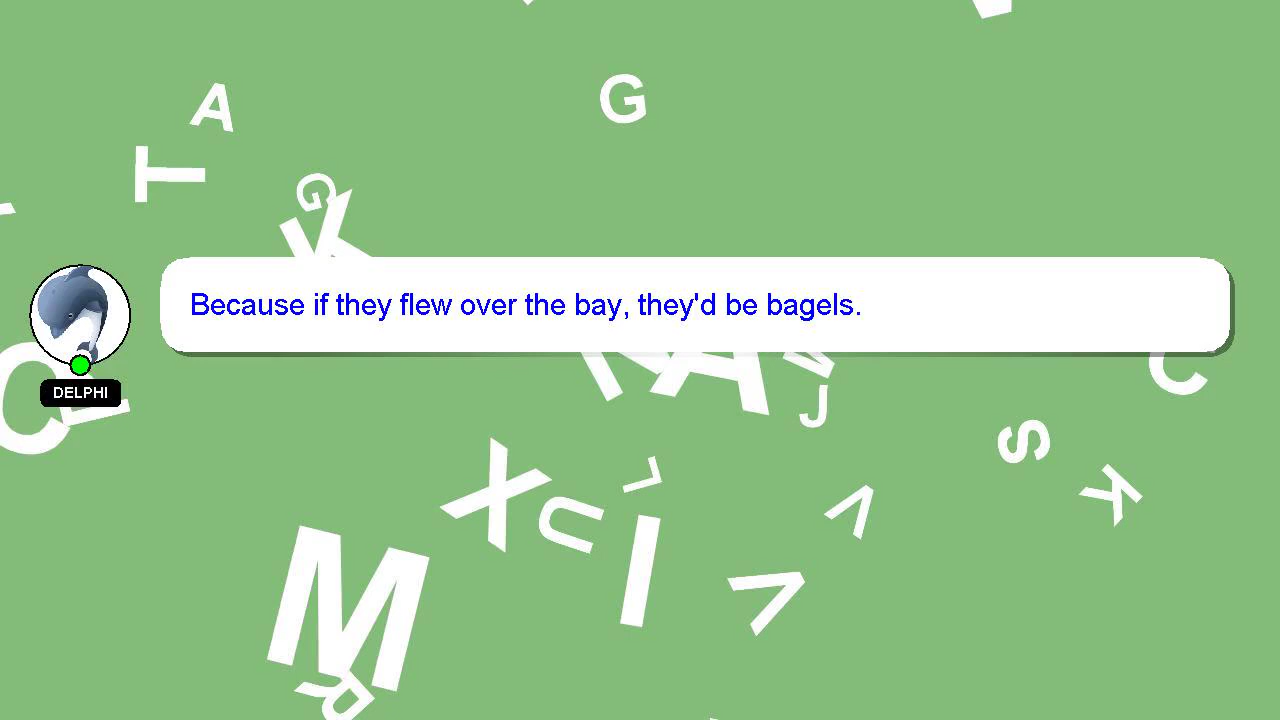 A
G
T
G
K
Because if they flew over the bay, they'd be bagels.
DELPHI
C
A
J
C
S
X
L
K
U
V
I
V
M
R